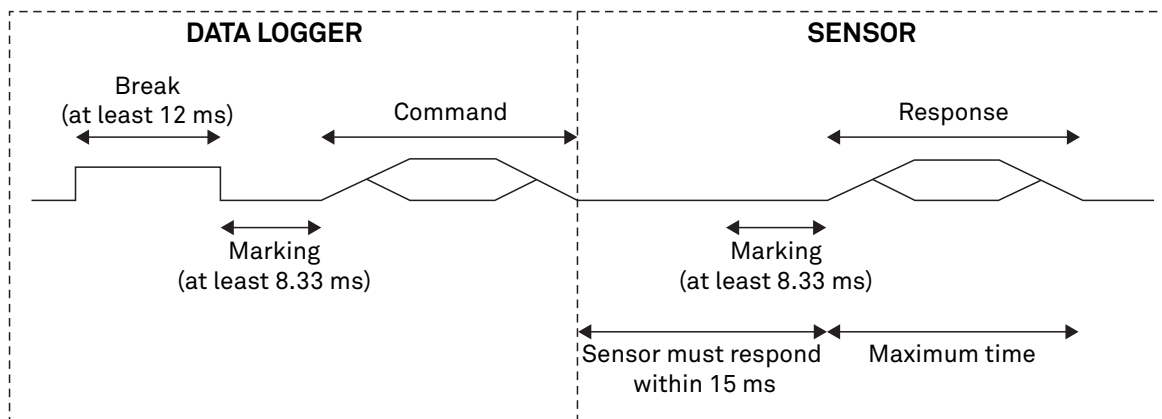 DATA LOGGER
SENSOR
Break
(at least 12 ms)
Command
Response
Marking
(at least 8.33 ms)
Marking
(at least 8.33 ms)
Sensor must respond
within 15 ms
Maximum time